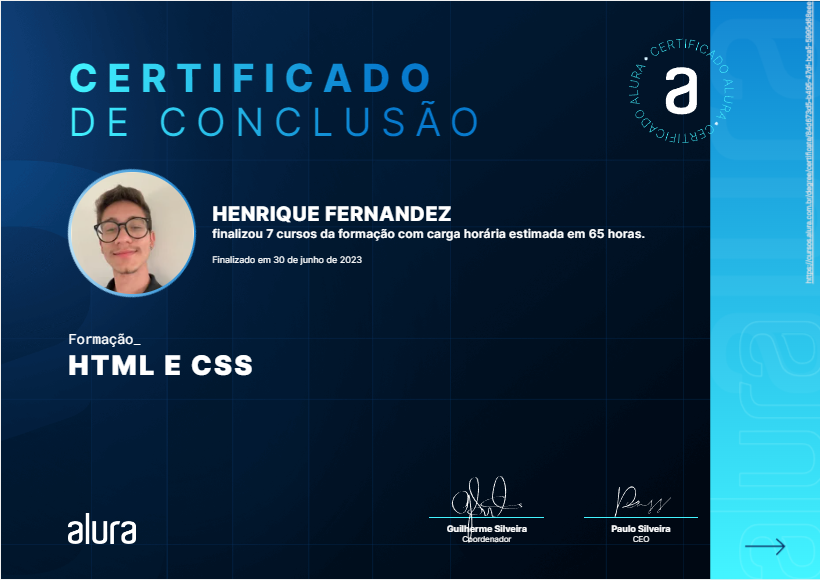 CERTIFICADO
DE CONCLUSÃO
CERTIFICADO ALURA • CERTIFICADO ALURA •
a
HENRIQUE FERNANDEZ
finalizou 7 cursos da formação com carga horária estimada em 65 horas.
Finalizado em 30 de junho de 2023
Formação_
HTML E CSS
alura
Guilherme Silveira
Coordenador
Paulo Silveira
CEO
alura